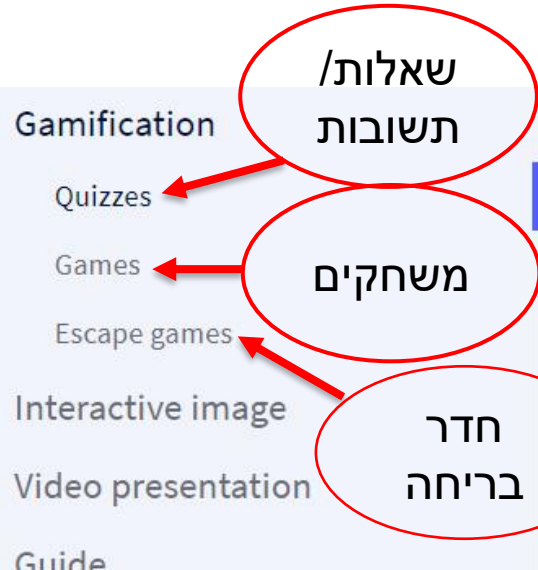 שאלות/
תשובות
Gamification
Quizzes
Games
משחקים
Escape games
Interactive image
חדר
בריחה
Video presentation
Guide